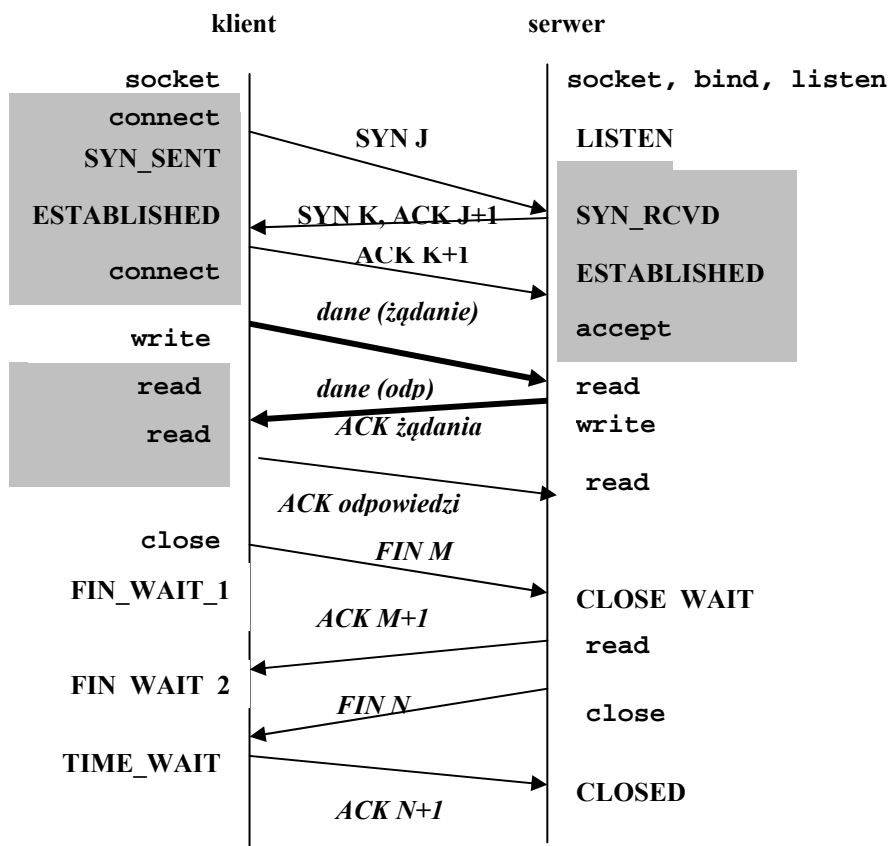 klient serwer
socket socket, bind, listen
connect
SYN J LISTEN
SYN_SENT
ESTABLISHED SYN K, ACK J+1 SYN_RCVD
ACK K+1
connect ESTABLISHED
dane (żądanie)
accept
write
read dane (odp) read
read ACK żądania write
read
ACK odpowiedzi
close FIN M
FIN_WAIT_1 CLOSE WAIT
ACK M+1
read
FIN WAIT 2
FIN N close
TIME_WAIT
CLOSED
ACK N+1